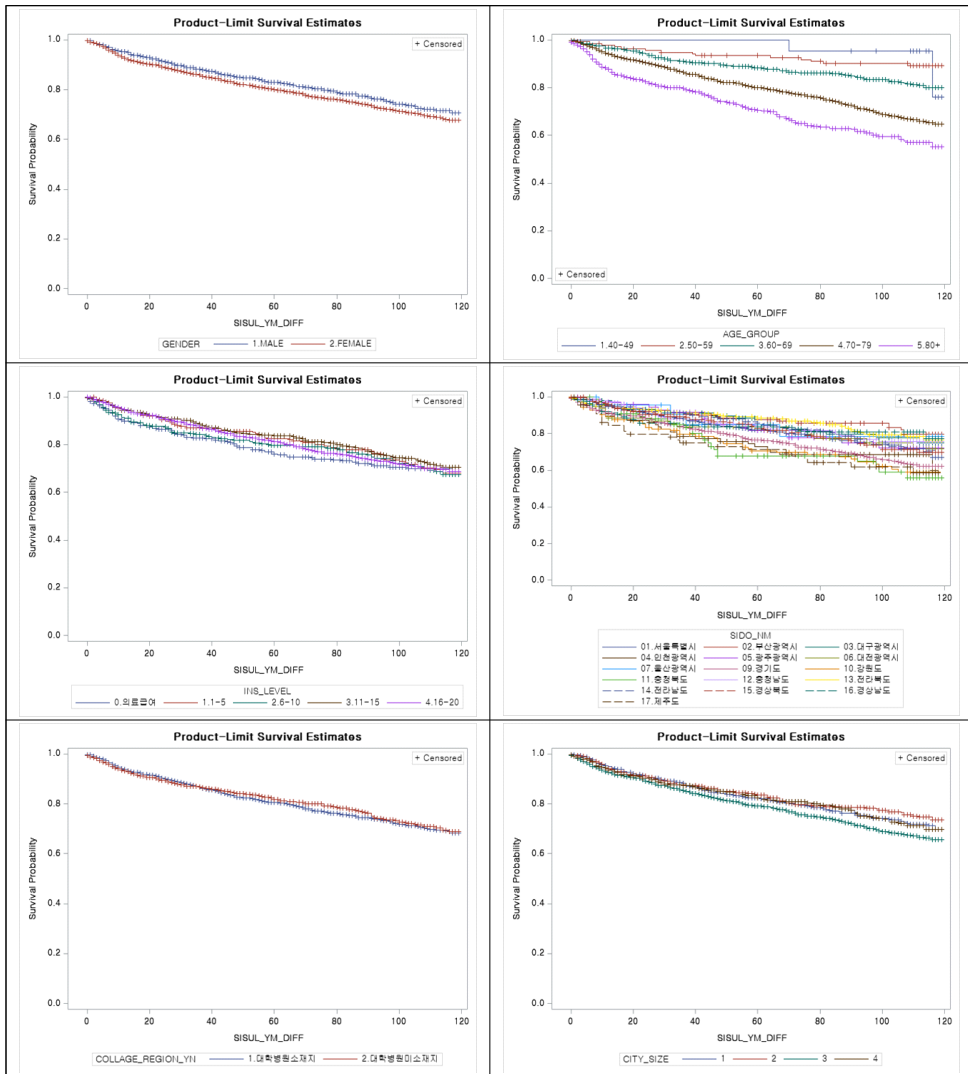 Product-Limit Survival Estimates
+ Censored
1.0
0.8
0.6
0.4
0.2
0.0
Survival Probability
0 20 40 60 80 100 120
SISUL_YM_DIFF
GENDER 1.MALE 2.FEMALE
Product-Limit Survival Estimates
1.0
0.8
0.6
0.4
0.2
0.0
Survival Probability
+ Censored
0 20 40 60 80 100 120
SISUL_YM_DIFF
AGE_GROUP
1.40-49 2.50-59 3.60-69 4.70-79 5.80+
Product-Limit Survival Estimates
+ Censored
1.0
0.8
0.6
0.4
0.2
0.0
Survival Probability
0 20 40 60 80 100 120
SISUL_YM_DIFF
INS_LEVEL
0.의료급여 1.1-5 2.6-10 3.11-15 4.16-20
Product-Limit Survival Estimates
+ Censored
1.0
0.8
0.6
0.4
0.2
0.0
Survival Probability
0 20 40 60 80 100 120
SISUL_YM_DIFF
SIDO_NM
01.서울특별시 02.부산광역시 03.대구광역시
04.인천광역시 05.광주광역시 06.대전광역시
07.울산광역시 09.경기도 10.강원도
11.충청북도 12.충청남도 13.전라북도
14.전라남도 15.경상북도 16.경상남도
17.제주도
Product-Limit Survival Estimates
+ Censored
1.0
0.8
0.6
0.4
0.2
0.0
Survival Probability
0 20 40 60 80 100 120
SISUL_YM_DIFF
COLLAGE_REGION_YN 1.대학병원소재지 2.대학병원미소재지
Product-Limit Survival Estimates
+ Censored
1.0
0.8
0.6
0.4
0.2
0.0
Survival Probability
0 20 40 60 80 100 120
SISUL_YM_DIFF
CITY_SIZE 1 2 3 4